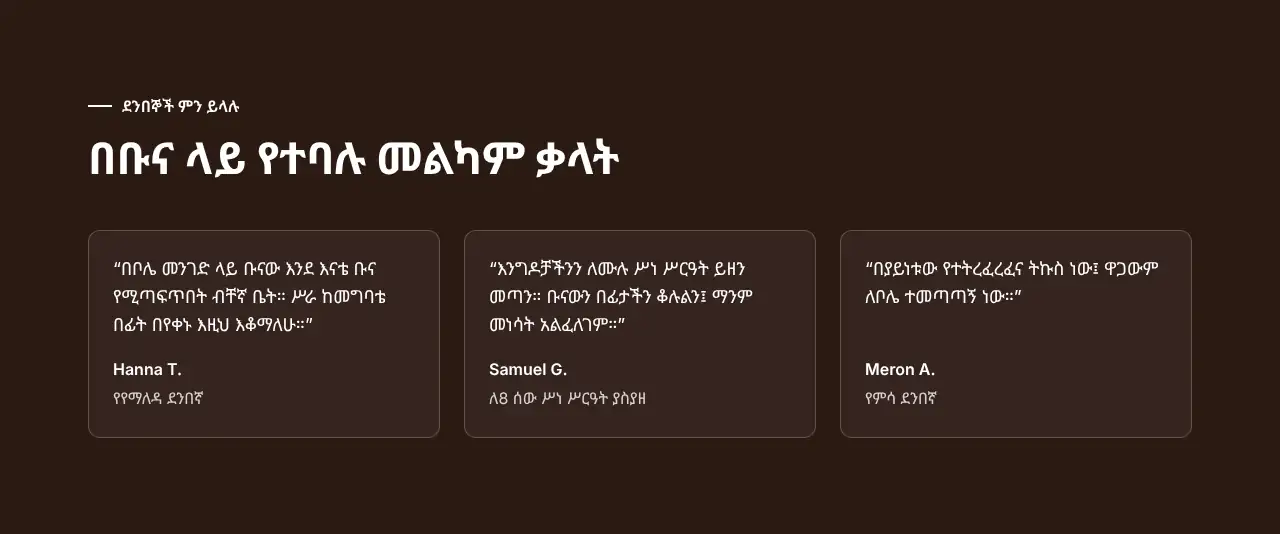 ደንበኞች ምን ይላሉ
በቡና ላይ የተባሉ መልካም ቃላት
“በቦሌ መንገድ ላይ ቡናው እንደ እናቴ ቡና
የሚጣፍጥበት ብቸኛ ቤት። ሥራ ከመግባቴ
በፊት በየቀኑ እዚህ እቆማለሁ።”
Hanna T.
የየማለዳ ደንበኛ
“እንግዶቻችንን ለሙሉ ሥነ ሥርዓት ይዘን
መጣን። ቡናውን በፊታችን ቆሉልን፤ ማንም
መነሳት አልፈለገም።”
Samuel G.
ለ8 ሰው ሥነ ሥርዓት ያስያዘ
“በያይነቱው የተትረፈረፈና ትኩስ ነው፤ ዋጋውም
ለቦሌ ተመጣጣኝ ነው።”
Meron A.
የምሳ ደንበኛ